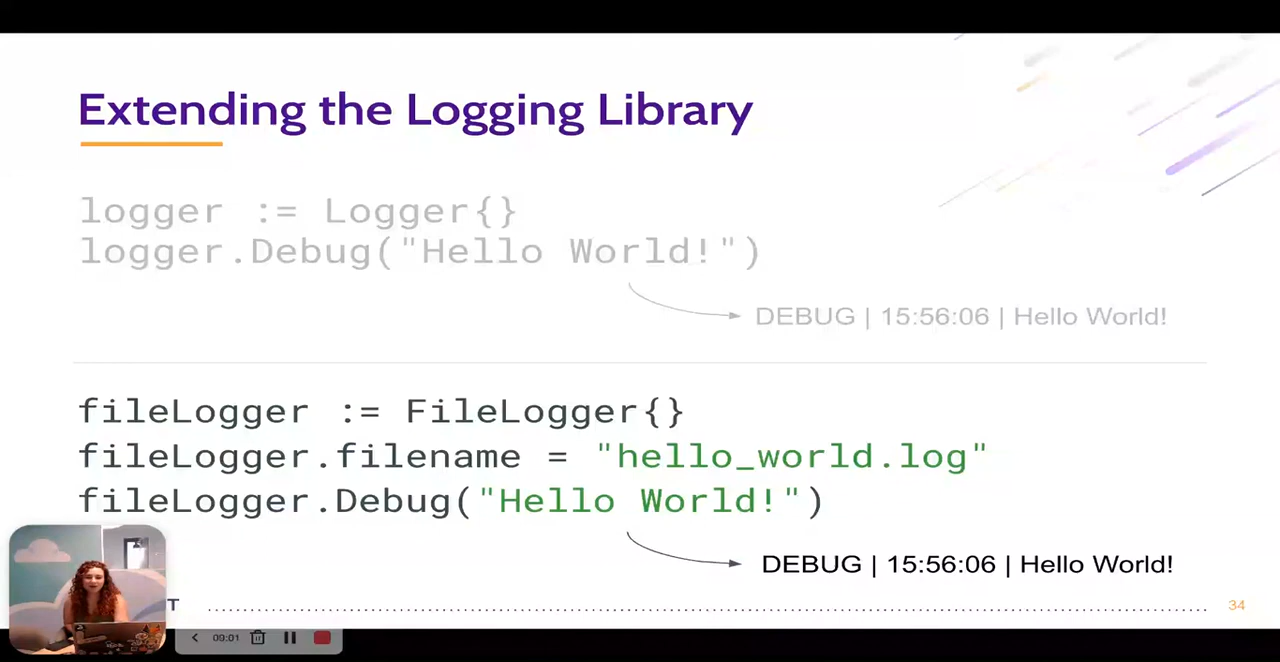 Extending the Logging Library
logger := Logger{}
logger.Debug("Hello World!")
DEBUG | 15:56:06 | Hello World!
fileLogger := FileLogger{}
fileLogger.filename = "hello_world.log"
fileLogger.Debug("Hello World!")
DEBUG | 15:56:06 | Hello World!
T
34
09:01